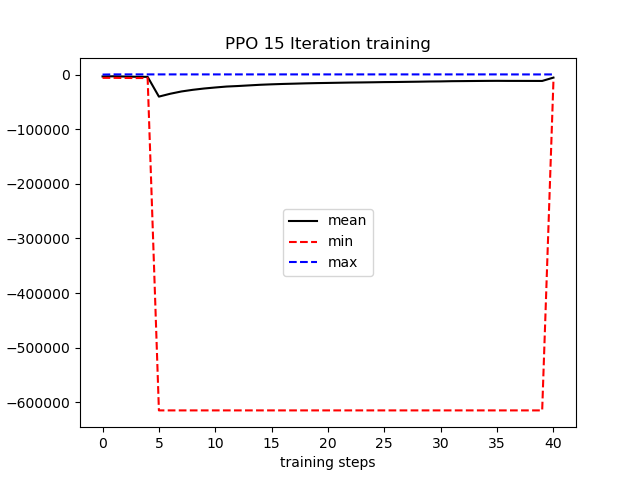 PPO 15 Iteration training
0
−100000
−200000
−300000
−400000
−500000
−600000
mean
min
max
0 5 10 15 20 25 30 35 40
training steps